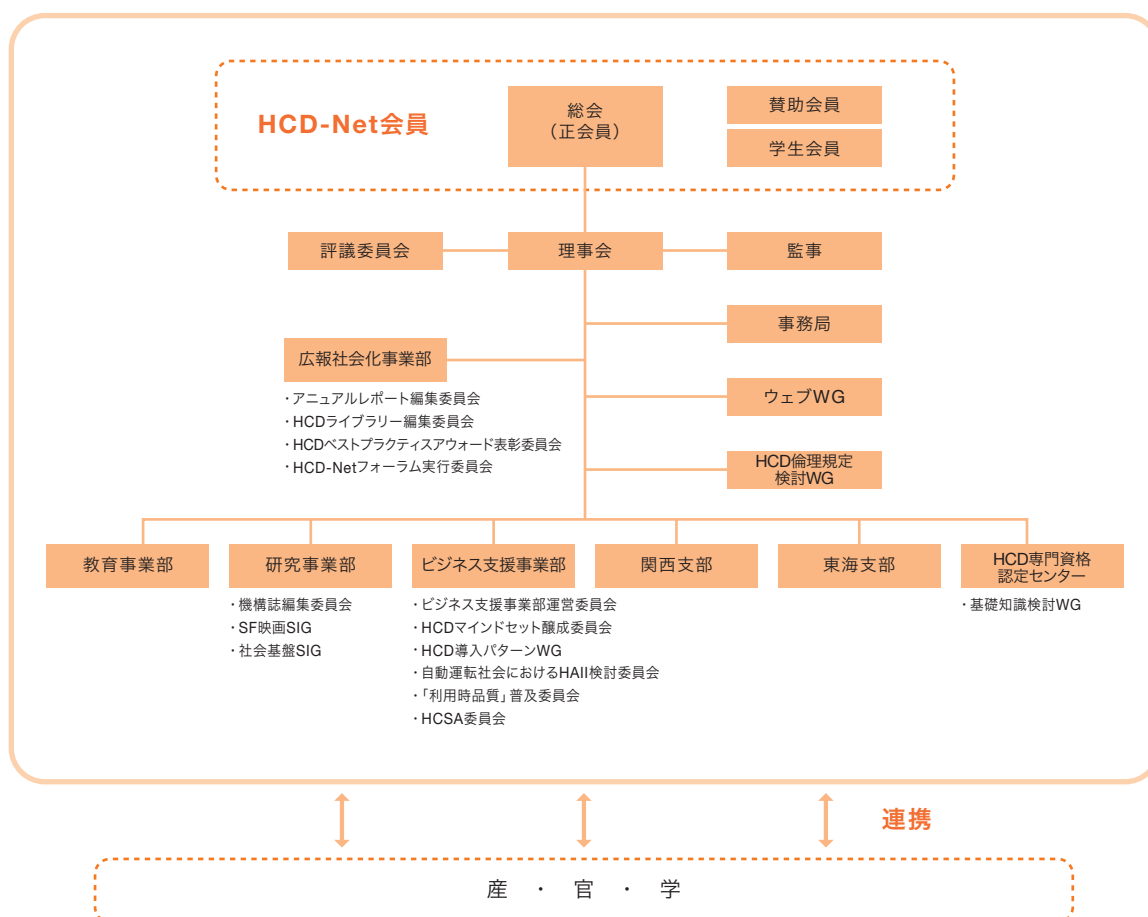 HCD-Net会員
総会
（正会員）
賛助会員
学生会員
評議委員会
理事会
監事
事務局
広報社会化事業部
・アニュアルレポート編集委員会
・HCDライブラリー編集委員会
・HCDベストプラクティスアウォード表彰委員会
・HCD-Netフォーラム実行委員会
ウェブWG
HCD倫理規定
検討WG
教育事業部
研究事業部
・機構誌編集委員会
・SF映画SIG
・社会基盤SIG
ビジネス支援事業部
・ビジネス支援事業部運営委員会
・HCDマインドセット醸成委員会
・HCD導入パターンWG
・自動運転社会におけるHAII検討委員会
・「利用時品質」普及委員会
・HCSA委員会
関西支部
東海支部
HCD専門資格
認定センター
・基礎知識検討WG
連携
産 ・ 官 ・ 学